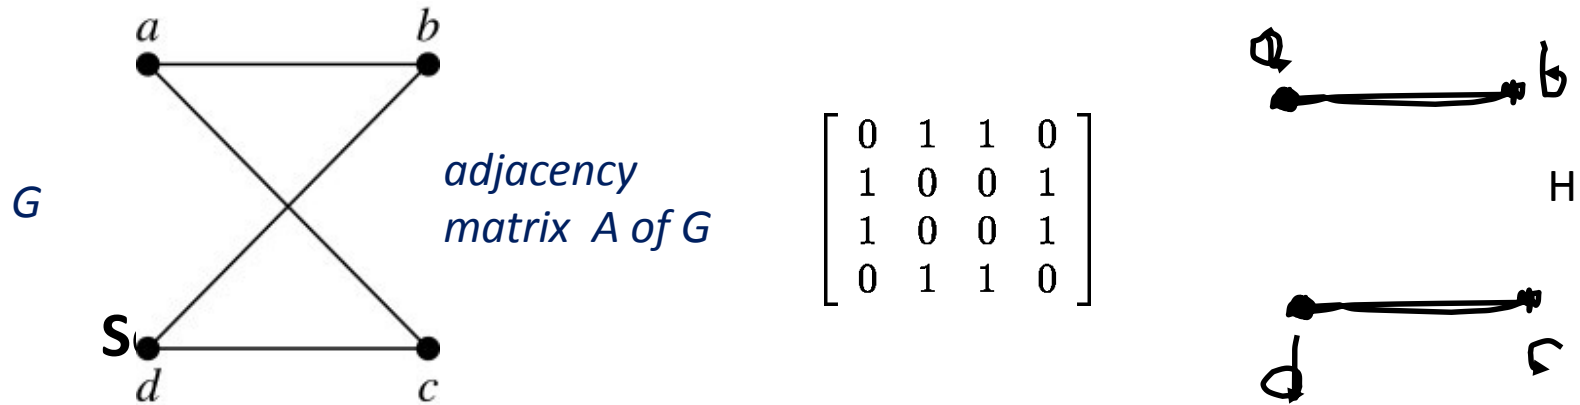 a b
G
adjacency
matrix A of G
d c
0 1 1 0
1 0 0 1
1 0 0 1
0 1 1 0
a b
H
d c